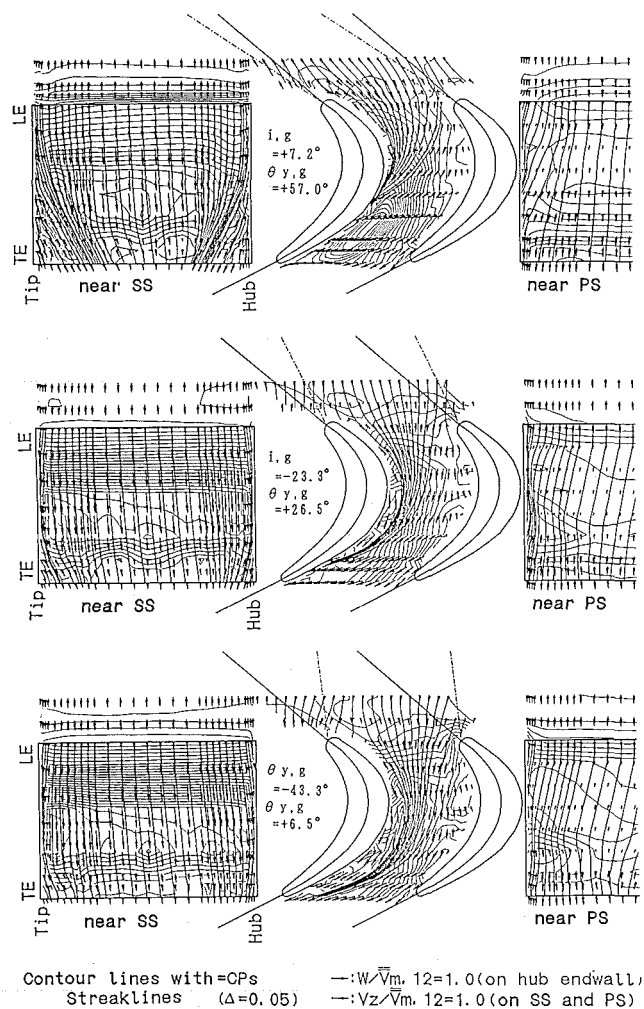 LE
TE
Tip
near SS
Hub
i,g
=+7.2°
θ y,g
=+57.0°
near PS
LE
TE
Tip
near SS
Hub
i,g
=-23.3°
θ y,g
=+26.5°
near PS
LE
TE
Tip
near SS
Hub
θ y,g
=-43.3°
θ y,g
=+6.5°
near PS
Contour lines with =CPs →:W/V̄m, 12=1.0(on hub endwall)
Streaklines (Δ=0.05) →:Vz/V̄m, 12=1.0(on SS and PS)